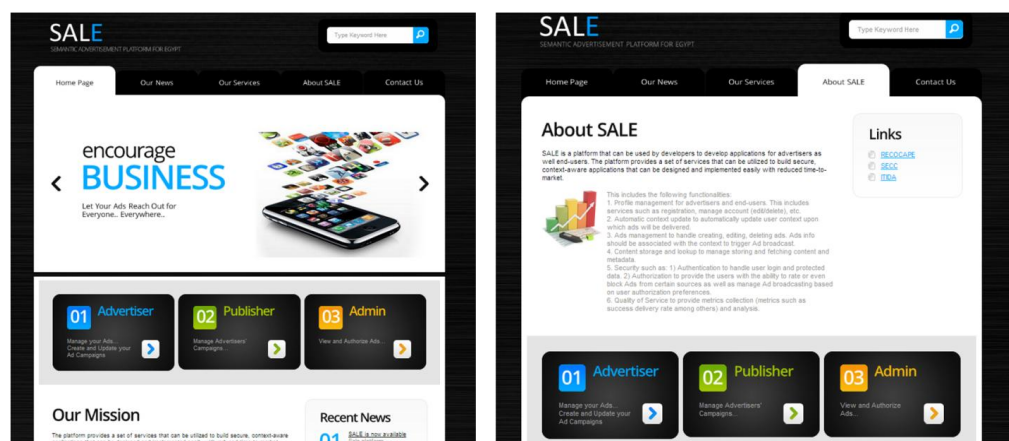 SALE
SEMANTIC ADVERTISEMENT PLATFORM FOR EGYPT
Type Keyword Here
Home Page
Our News
Our Services
About SALE
Contact Us
encourage
BUSINESS
Let Your Ads Reach Out for
Everyone.. Everywhere..
01 Advertiser
Manage your Ads...
Create and Update your
Ad Campaigns
02 Publisher
Manage Advertisers'
Campaigns...
03 Admin
View and Authorize Ads...
Our Mission
The platform provides a set of services that can be utilized to build secure, context-aware
Recent News
01
SALE is now available
SALE
SEMANTIC ADVERTISEMENT PLATFORM FOR EGYPT
Type Keyword Here
Home Page
Our News
Our Services
About SALE
Contact Us
About SALE
SALE is a platform that can be used by developers to develop applications for advertisers as
well end-users. The platform provides a set of services that can be utilized to build secure,
context-aware applications that can be designed and implemented easily with reduced time-to-
market.
This includes the following functionalities:
1. Profile management for advertisers and end-users. This includes
services such as registration, manage account (edit/delete), etc.
2. Automatic context update to automatically update user context upon
which ads will be delivered.
3. Ads management to handle creating, editing, deleting ads. Ads info
should be associated with the context to trigger Ad broadcast.
4. Content storage and lookup to manage storing and fetching content and
metadata.
5. Security such as: 1) Authentication to handle user login and protected
data. 2) Authorization to provide the users with the ability to rate or even
block Ads from certain sources as well as manage Ad broadcasting based
on user authorization preferences.
6. Quality of Service to provide metrics collection (metrics such as
success delivery rate among others) and analysis.
Links
RECOCAPE
SECC
ITIDA
01 Advertiser
Manage your Ads...
Create and Update your
Ad Campaigns
02 Publisher
Manage Advertisers'
Campaigns...
03 Admin
View and Authorize
Ads...